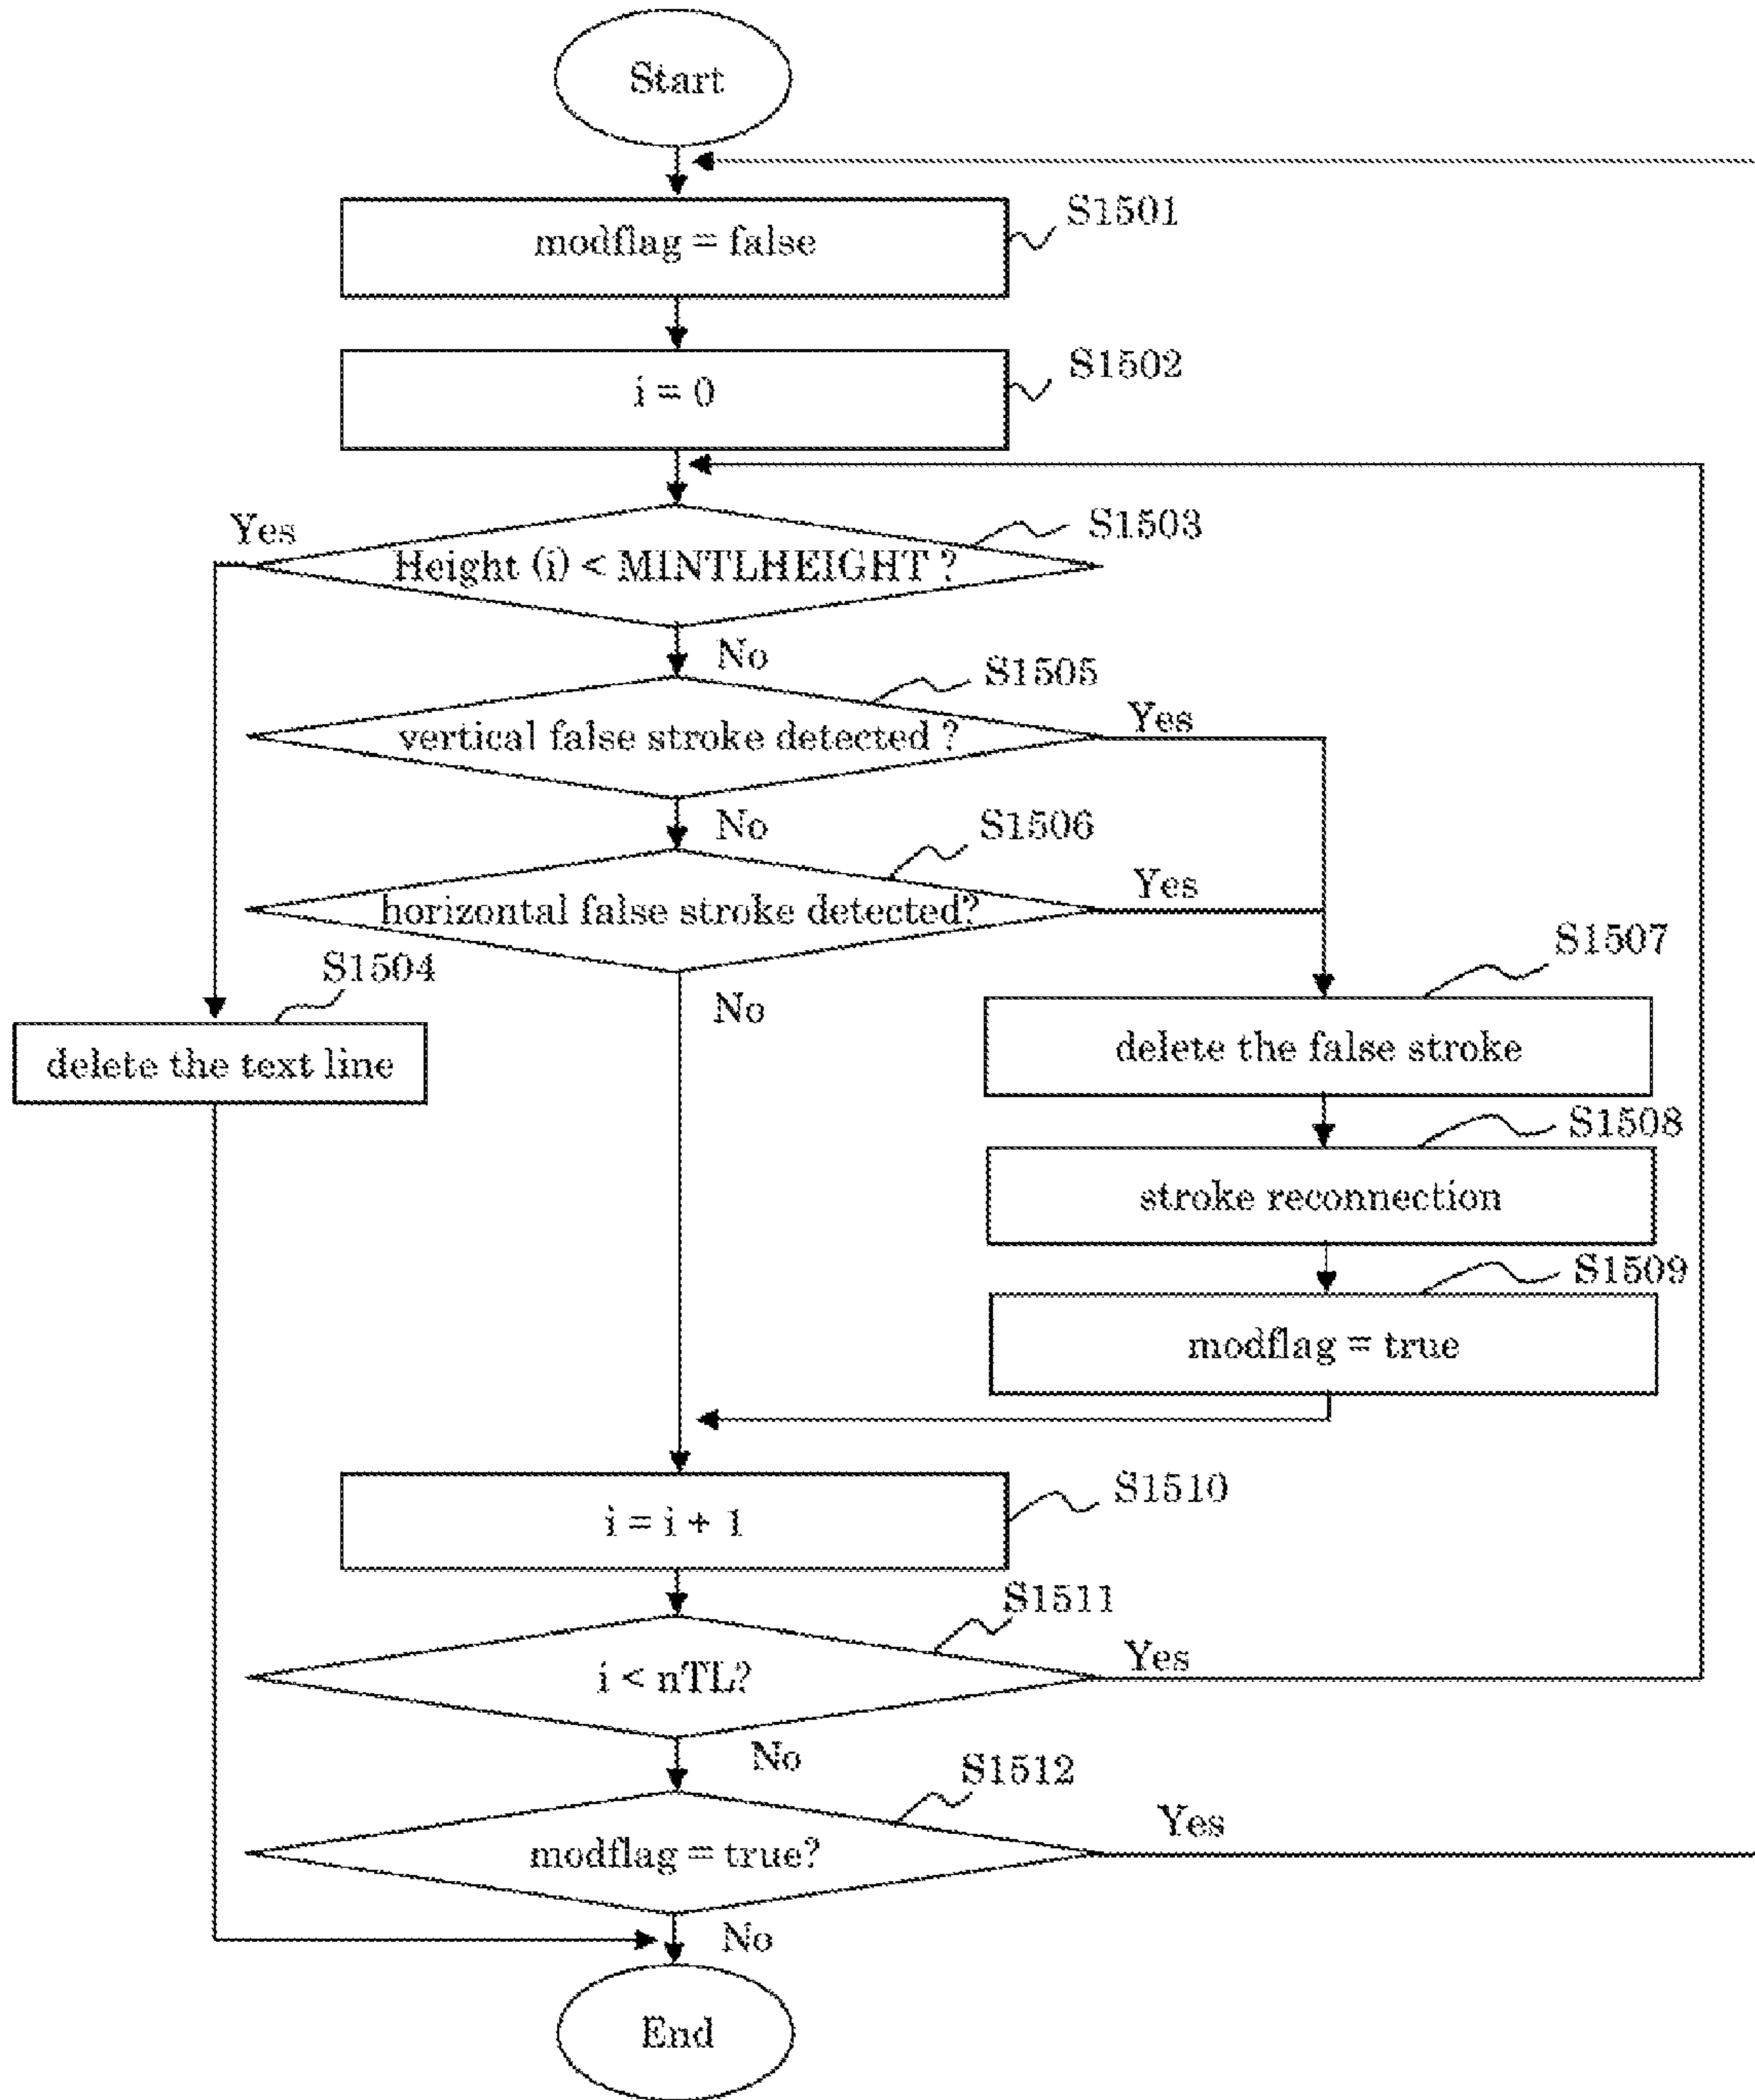 Start
modflag = false
S1501
i = 0
S1502
Yes
Height (i) < MINTLHEIGHT ?
S1503
No
S1505
vertical false stroke detected ?
Yes
No
S1506
horizontal false stroke detected?
Yes
S1504
No
S1507
delete the text line
delete the false stroke
S1508
stroke reconnection
S1509
modflag = true
i = i + 1
S1510
S1511
i < nTL?
Yes
No
S1512
modflag = true?
Yes
No
End